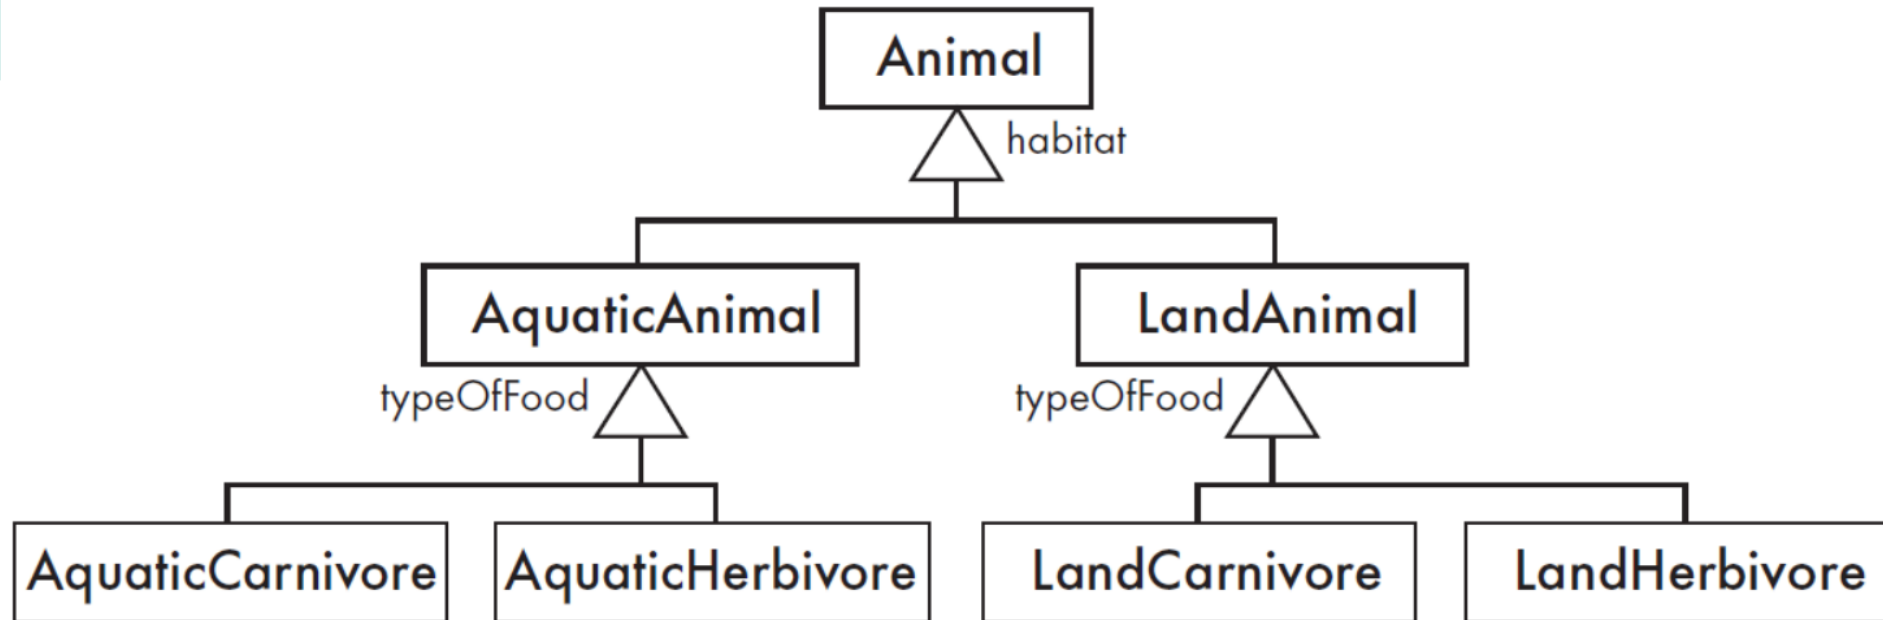 Animal
habitat
AquaticAnimal
LandAnimal
typeOfFood
typeOfFood
AquaticCarnivore
AquaticHerbivore
LandCarnivore
LandHerbivore